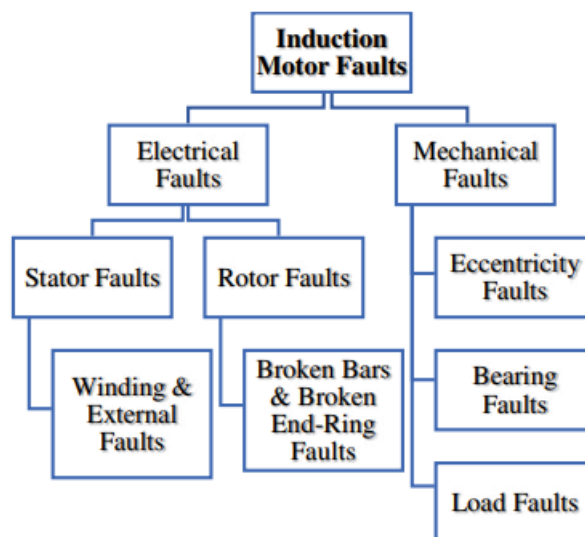 Induction
Motor Faults
Electrical
Faults
Mechanical
Faults
Stator Faults
Rotor Faults
Eccentricity
Faults
Winding &
External
Faults
Broken Bars
& Broken
End-Ring
Faults
Bearing
Faults
Load Faults